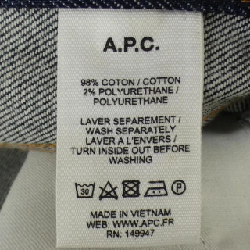 A.P.C.
98% COTON / COTTON
2% POLYURETHANE /
POLYURETHANE
LAVER SEPAREMENT /
WASH SEPARATELY
LAVER A L'ENVERS /
TURN INSIDE OUT BEFORE
WASHING
30
P
MADE IN VIETNAM
WEB: WWW.APC.FR
RN: 149947